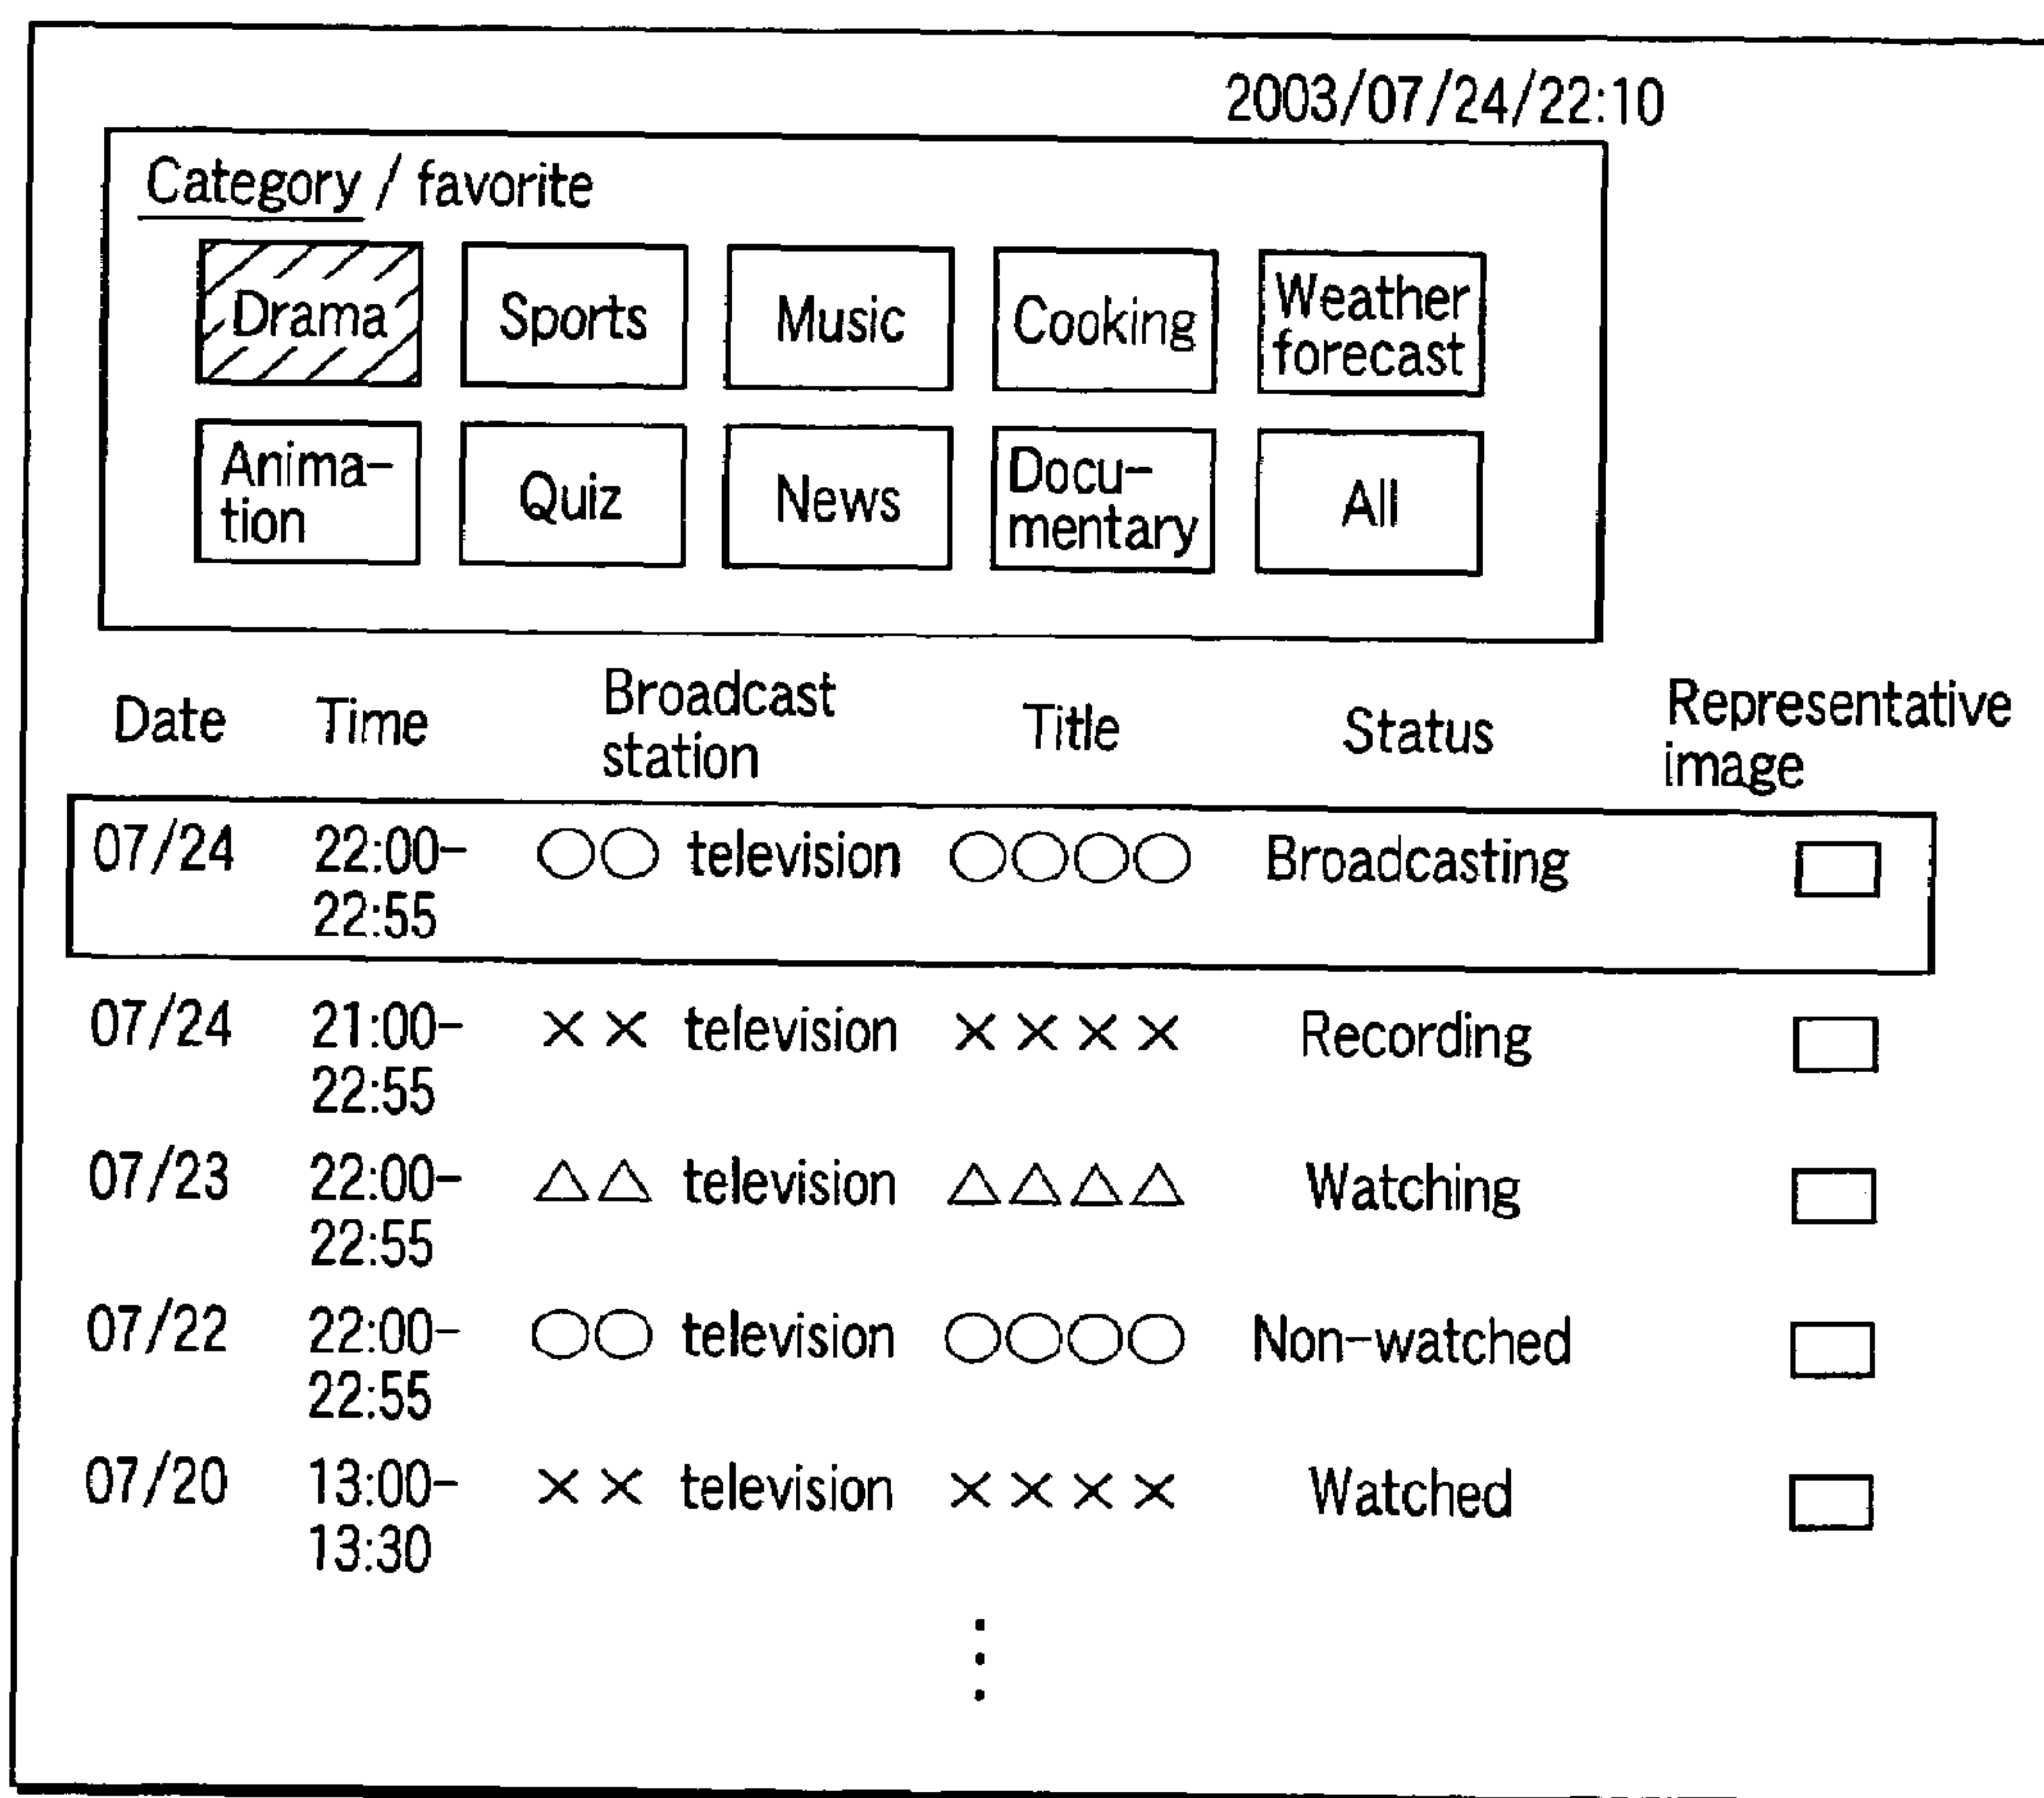 2003/07/24/22:10
Category / favorite
Drama Sports Music Cooking Weather forecast
Anima-tion Quiz News Docu-mentary All
Date Time Broadcast station Title Status Representative image
07/24 22:00-22:55 ○○ television ○○○○ Broadcasting
07/24 21:00-22:55 ×× television ×××× Recording
07/23 22:00-22:55 △△ television △△△△ Watching
07/22 22:00-22:55 ○○ television ○○○○ Non-watched
07/20 13:00-13:30 ×× television ×××× Watched